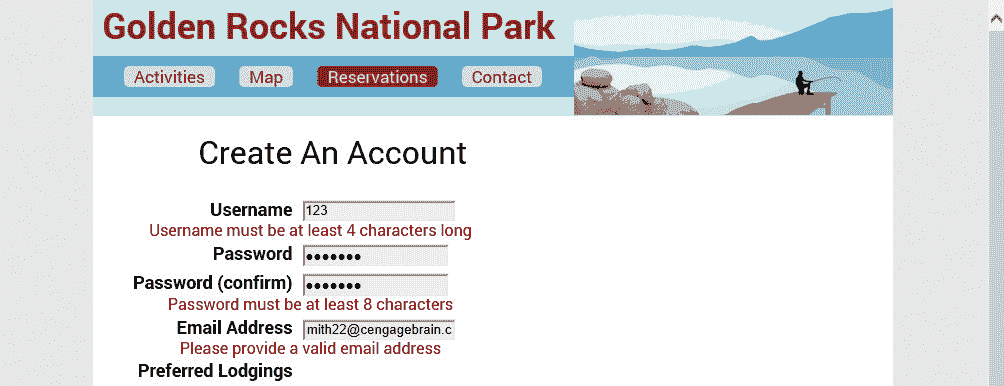 Golden Rocks National Park
Activities Map Reservations Contact
Create An Account
Username 123
Username must be at least 4 characters long
Password •••••••
Password (confirm) •••••••
Password must be at least 8 characters
Email Address mith22@cengagebrain.c
Please provide a valid email address
Preferred Lodgings